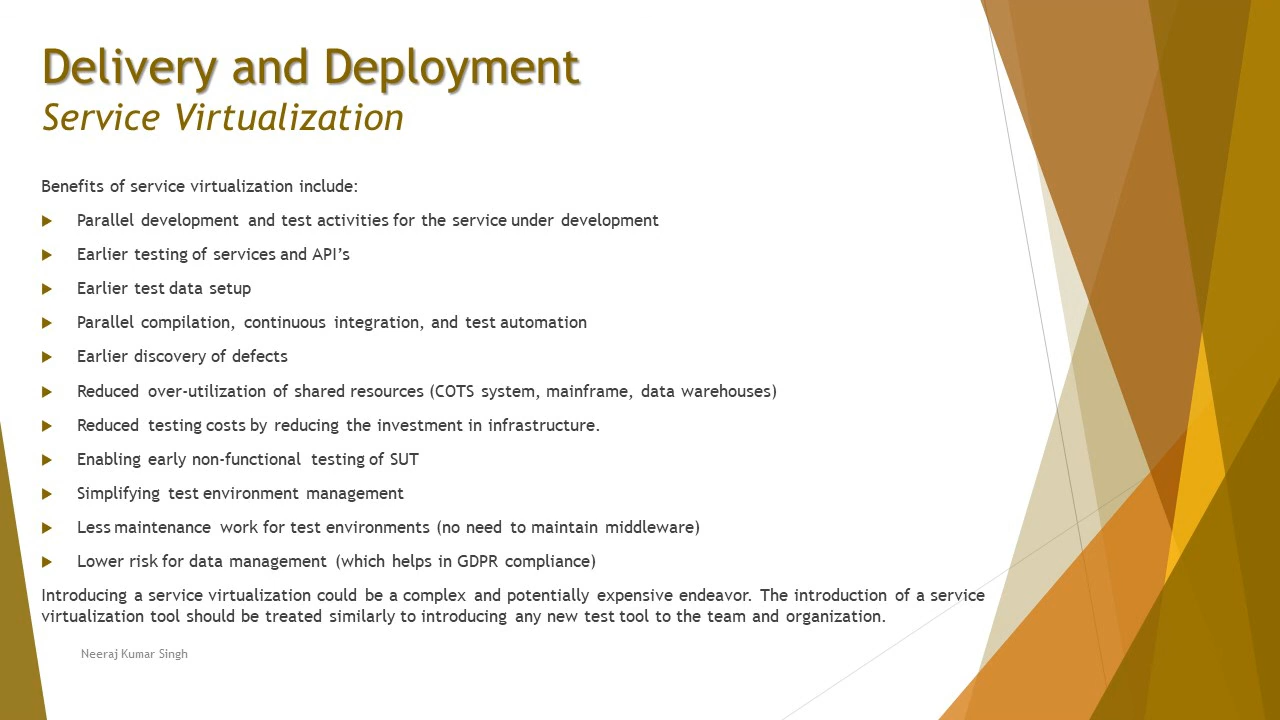 Delivery and Deployment
Service Virtualization
Benefits of service virtualization include:
Parallel development and test activities for the service under development
Earlier testing of services and API’s
Earlier test data setup
Parallel compilation, continuous integration, and test automation
Earlier discovery of defects
Reduced over-utilization of shared resources (COTS system, mainframe, data warehouses)
Reduced testing costs by reducing the investment in infrastructure.
Enabling early non-functional testing of SUT
Simplifying test environment management
Less maintenance work for test environments (no need to maintain middleware)
Lower risk for data management (which helps in GDPR compliance)
Introducing a service virtualization could be a complex and potentially expensive endeavor. The introduction of a service
virtualization tool should be treated similarly to introducing any new test tool to the team and organization.
Neeraj Kumar Singh